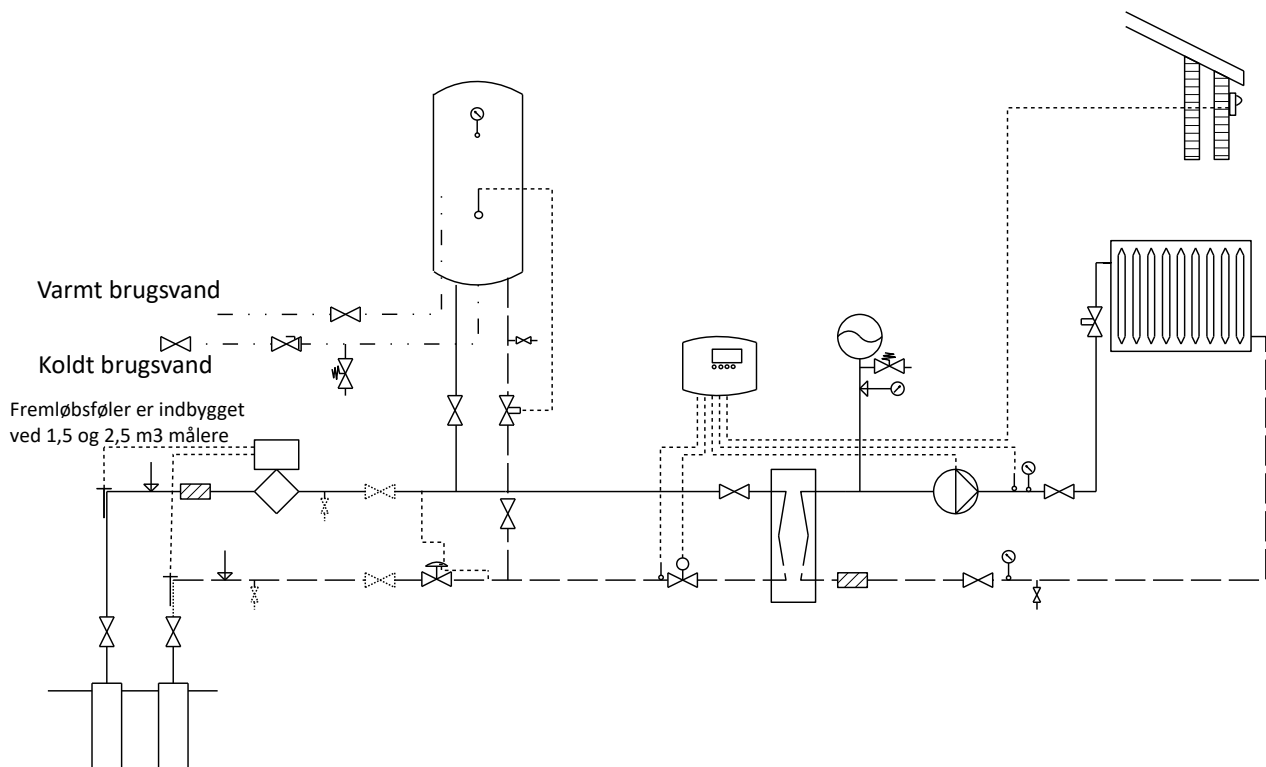 Varmt brugsvand
Koldt brugsvand
Fremløbsføler er indbygget
ved 1,5 og 2,5 m3 målere